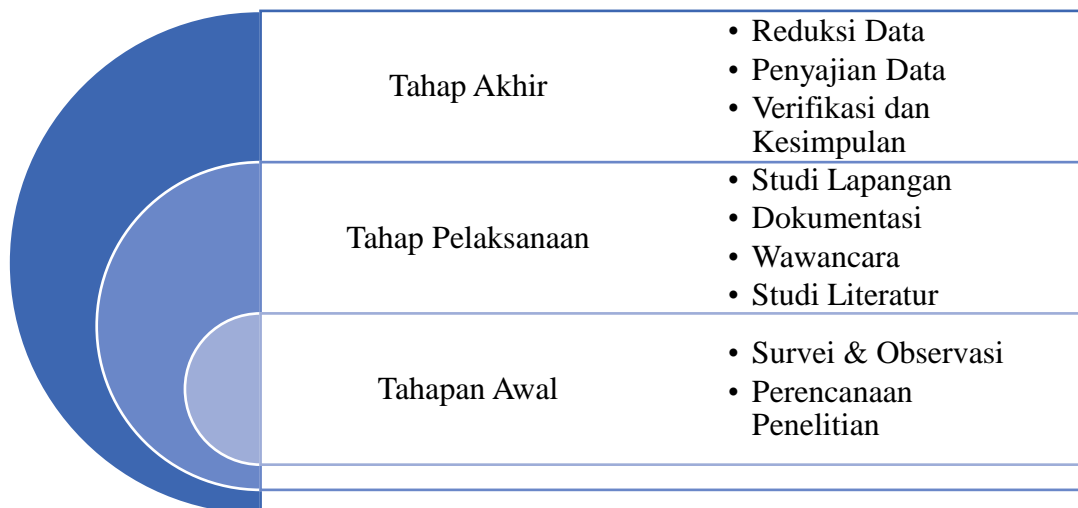 Tahap Akhir
• Reduksi Data
• Penyajian Data
• Verifikasi dan
Kesimpulan
Tahap Pelaksanaan
• Studi Lapangan
• Dokumentasi
• Wawancara
• Studi Literatur
Tahapan Awal
• Survei & Observasi
• Perencanaan
Penelitian